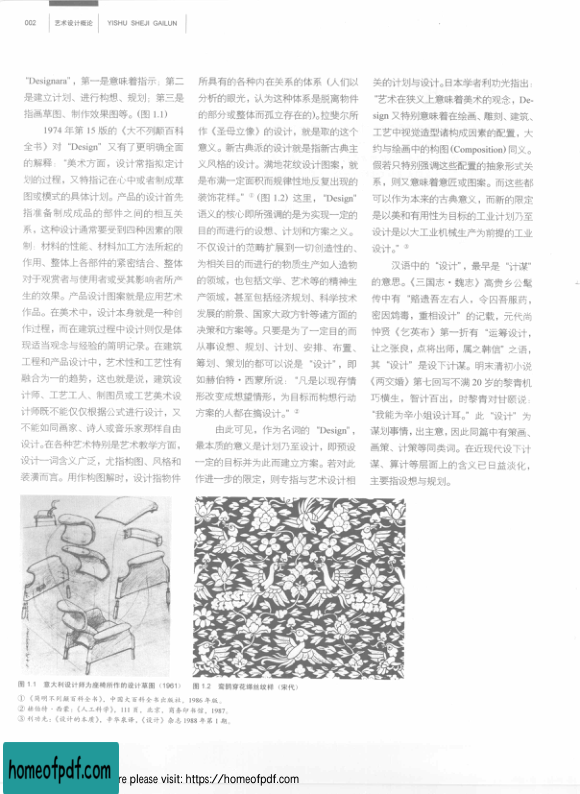 002
艺术设计概论
YISHU SHEJI GAILUN
“Designara”，第一是意味着指示；第二
是建立计划、进行构想、规划；第三是
指画草图、制作效果图等。（图 1.1）
1974 年第 15 版的《大不列颠百科
全书》对“Design”又有了更明确全面
的解释：“美术方面，设计常指拟定计
划的过程，又特指记在心中或者制成草
图或模式的具体计划。产品的设计首先
指准备制成成品的部件之间的相互关
系，这种设计通常要受到四种因素的限
制：材料的性能、材料加工方法所起的
作用、整体上各部件的紧密结合、整体
对于观赏者与使用者或受其影响者所产
生的效果。产品设计图案就是应用艺术
作品。在美术中，设计本身就是一种创
作过程，而在建筑过程中设计则仅是体
现适当观念与经验的简明记录。在建筑
工程和产品设计中，艺术性和工艺性有
融合为一的趋势，这也就是说，建筑设
计师、工艺工人、制图员或工艺美术设
计师既不能仅仅根据公式进行设计，又
不能如同画家、诗人或音乐家那样自由
设计。在各种艺术特别是艺术教学方面，
设计一词含义广泛，尤指构图、风格和
装潢而言。用作构图解时，设计指物件
所具有的各种内在关系的体系（人们以
分析的眼光，认为这种体系是脱离物件
的部分或整体而孤立存在的）。拉斐尔所
作《圣母立像》的设计，就是取的这个
意义。新古典派的设计就是指新古典主
义风格的设计。满地花纹设计图案，就
是布满一定面积而规律性地反复出现的
装饰花样。”①（图 1.2）这里，“Design”
语义的核心即所强调的是为实现一定的
目的而进行的设想、计划和方案之义。
不仅设计的范畴扩展到一切创造性的、
为相关目的而进行的物质生产如人造物
的领域，也包括文学、艺术等的精神生
产领域，甚至包括经济规划、科学技术
发展的前景、国家大政方针等诸方面的
决策和方案等。只要是为了一定目的而
从事设想、规划、计划、安排、布置、
筹划、策划的都可以说是“设计”，即
如赫伯特·西蒙所说：“凡是以现存情
形改变成想望情形，为目标而构想行动
方案的人都在搞设计。”②
由此可见，作为名词的“Design”，
最本质的意义是计划乃至设计，即预设
一定的目标并为此而建立方案。若对此
作进一步的限定，则专指与艺术设计相
关的计划与设计。日本学者利功光指出：
“艺术在狭义上意味着美术的观念，De-
sign 又特别意味着在绘画、雕刻、建筑、
工艺中视觉造型诸构成因素的配置，大
约与绘画中的构图(Composition)同义。
假若只特别强调这些配置的抽象形式关
系，则又意味着意匠或图案。而这些都
可以作为本来的古典意义，而新的限定
是以美和有用性为目标的工业计划乃至
设计是以大工业机械生产为前提的工业
设计。”③
汉语中的“设计”，最早是“计谋”
的意思。《三国志·魏志》高贵乡公髦
传中有“赂遗吾左右人，令因吾服药，
密因鸩毒，重相设计”的记载，元代尚
仲贤《气英布》第一折有“运筹设计，
让之张良，点将出师，属之韩信”之语，
其“设计”是设下计谋。明末清初小说
《两交婚》第七回写不满 20 岁的黎青机
巧横生，智计百出，时黎青对甘颐说：
“技能为辛小姐设计耳。”此“设计”为
谋划事情，出主意，因此同篇中有策画、
画策、计策等同类词。在近现代设下计
谋、算计等层面上的含义已日益淡化，
主要指设想与规划。
图 1.1 意大利设计师为座椅所作的设计草图（1961）
图 1.2 鸾鹊穿花缂丝纹样（宋代）
①《简明不列颠百科全书》，中国大百科全书出版社，1986 年版。
② 赫伯特·西蒙：《人工科学》，111 页，北京，商务印书馆，1987。
③ 利功光：《设计的本质》，辛华泉译，《设计》杂志 1988 年第 1 期。
homeofpdf.com
re please visit: https://homeofpdf.com